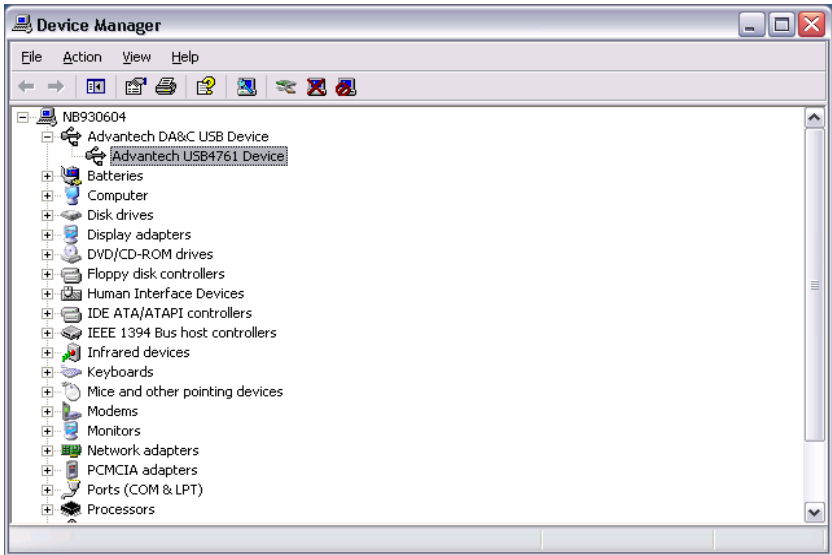 Device Manager
File Action View Help
NB930604
Advantech DA&C USB Device
Advantech USB4761 Device
Batteries
Computer
Disk drives
Display adapters
DVD/CD-ROM drives
Floppy disk controllers
Human Interface Devices
IDE ATA/ATAPI controllers
IEEE 1394 Bus host controllers
Infrared devices
Keyboards
Mice and other pointing devices
Modems
Monitors
Network adapters
PCMCIA adapters
Ports (COM & LPT)
Processors